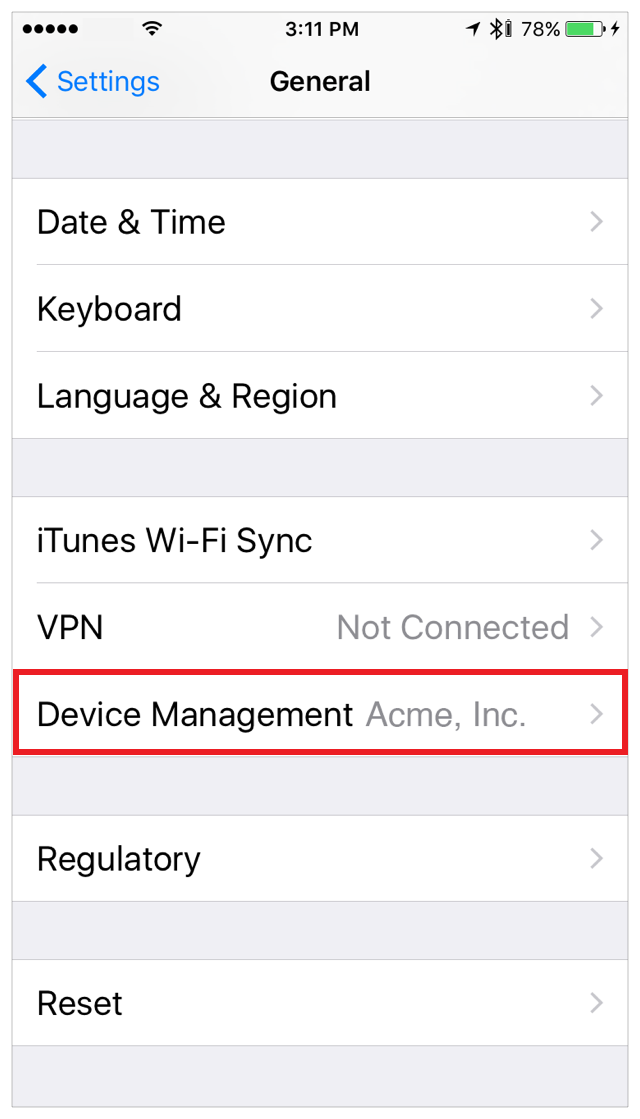 3:11 PM 78%
Settings General
Date & Time
Keyboard
Language & Region
iTunes Wi-Fi Sync
VPN Not Connected
Device Management Acme, Inc.
Regulatory
Reset